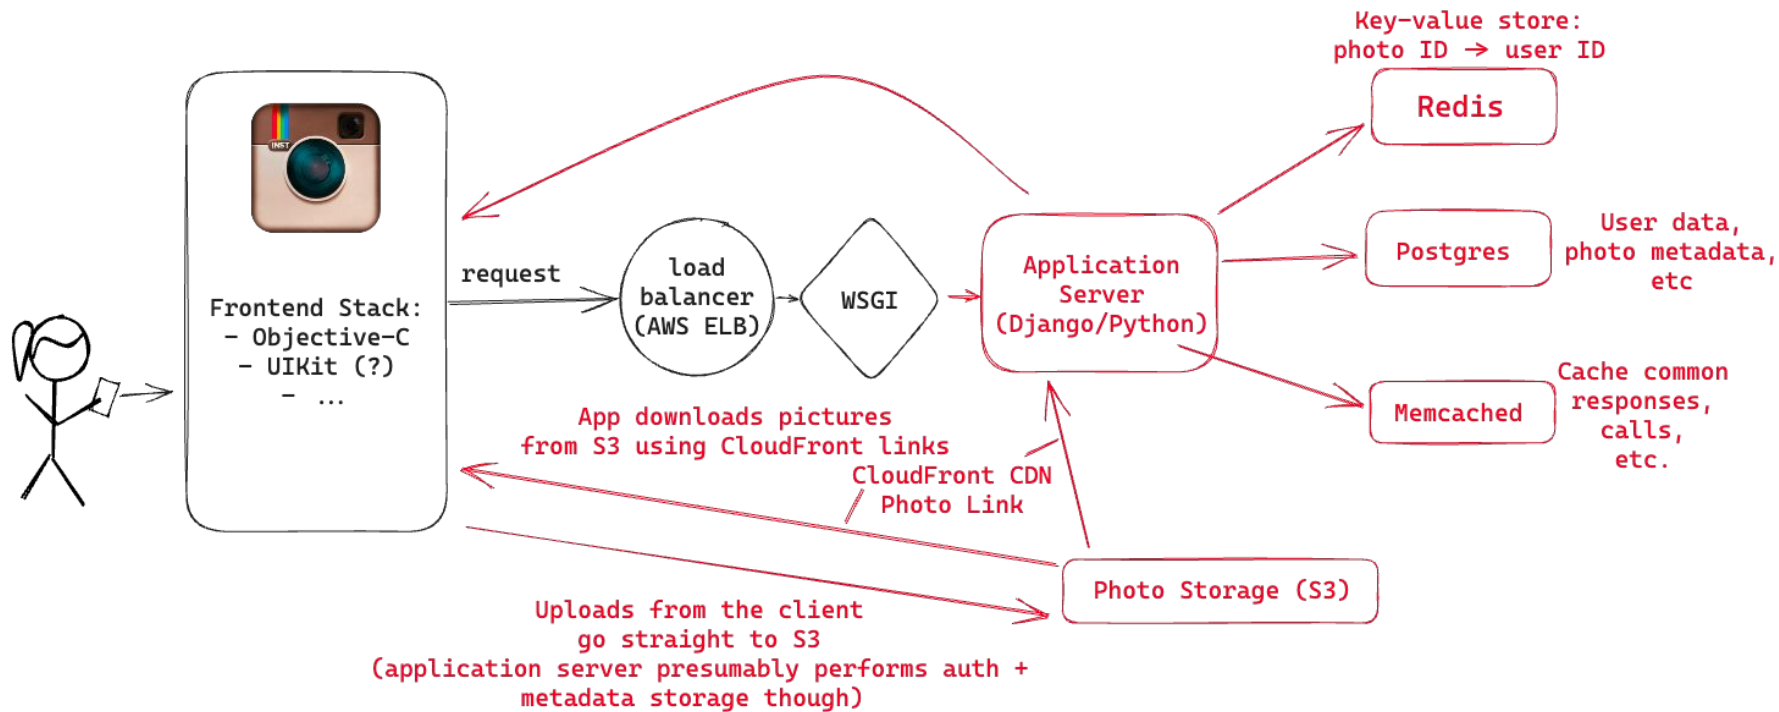 Key-value store:
photo ID → user ID
Redis
INST
request
load
balancer
(AWS ELB)
WSGI
Application
Server
(Django/Python)
Postgres
User data,
photo metadata,
etc
Frontend Stack:
- Objective-C
- UIKit (?)
- ...
Memcached
Cache common
responses,
calls,
etc.
App downloads pictures
from S3 using CloudFront links
CloudFront CDN
Photo Link
Photo Storage (S3)
Uploads from the client
go straight to S3
(application server presumably performs auth +
metadata storage though)